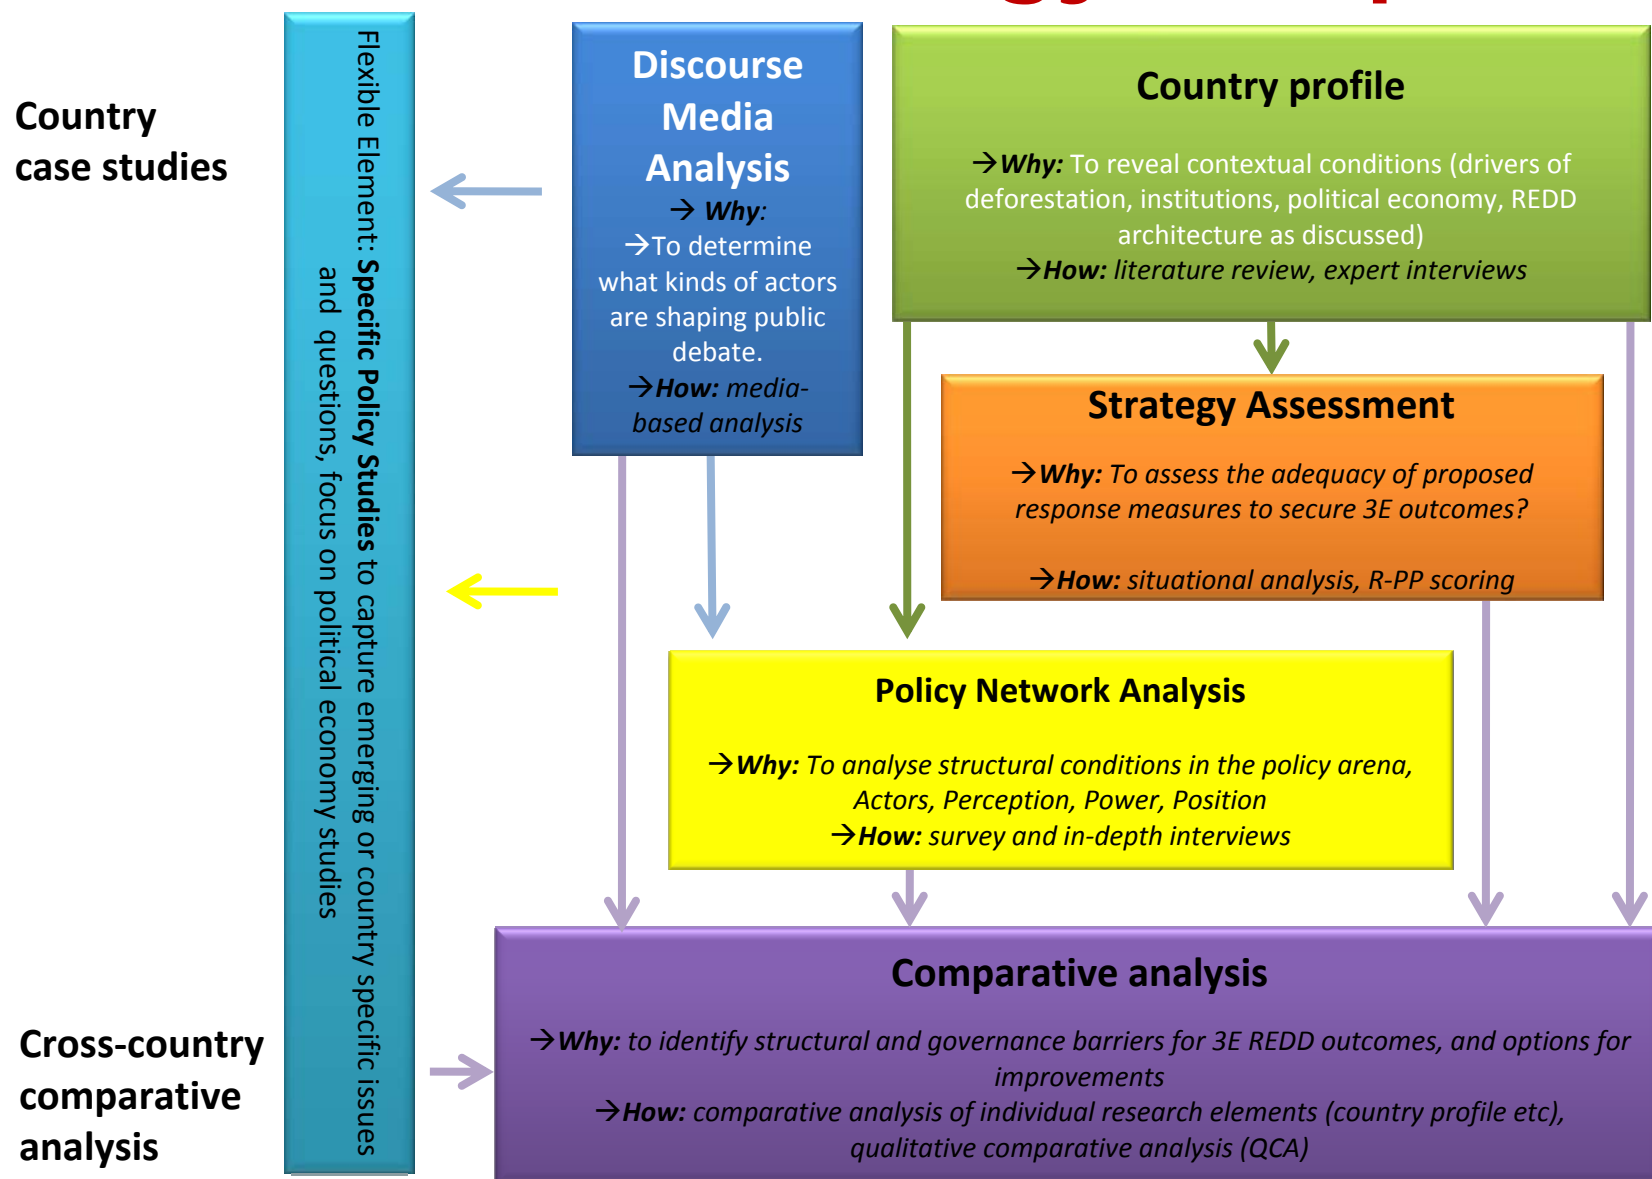 Country
case studies
Flexible Element: Specific Policy Studies to capture emerging or country specific issues
and questions, focus on political economy studies
Discourse
Media
Analysis
→ Why:
→To determine
what kinds of actors
are shaping public
debate.
→How: media-
based analysis
Country profile
→Why: To reveal contextual conditions (drivers of
deforestation, institutions, political economy, REDD
architecture as discussed)
→How: literature review, expert interviews
Strategy Assessment
→Why: To assess the adequacy of proposed
response measures to secure 3E outcomes?
→How: situational analysis, R-PP scoring
Policy Network Analysis
→Why: To analyse structural conditions in the policy arena,
Actors, Perception, Power, Position
→How: survey and in-depth interviews
Cross-country
comparative
analysis
Comparative analysis
→Why: to identify structural and governance barriers for 3E REDD outcomes, and options for
improvements
→How: comparative analysis of individual research elements (country profile etc),
qualitative comparative analysis (QCA)